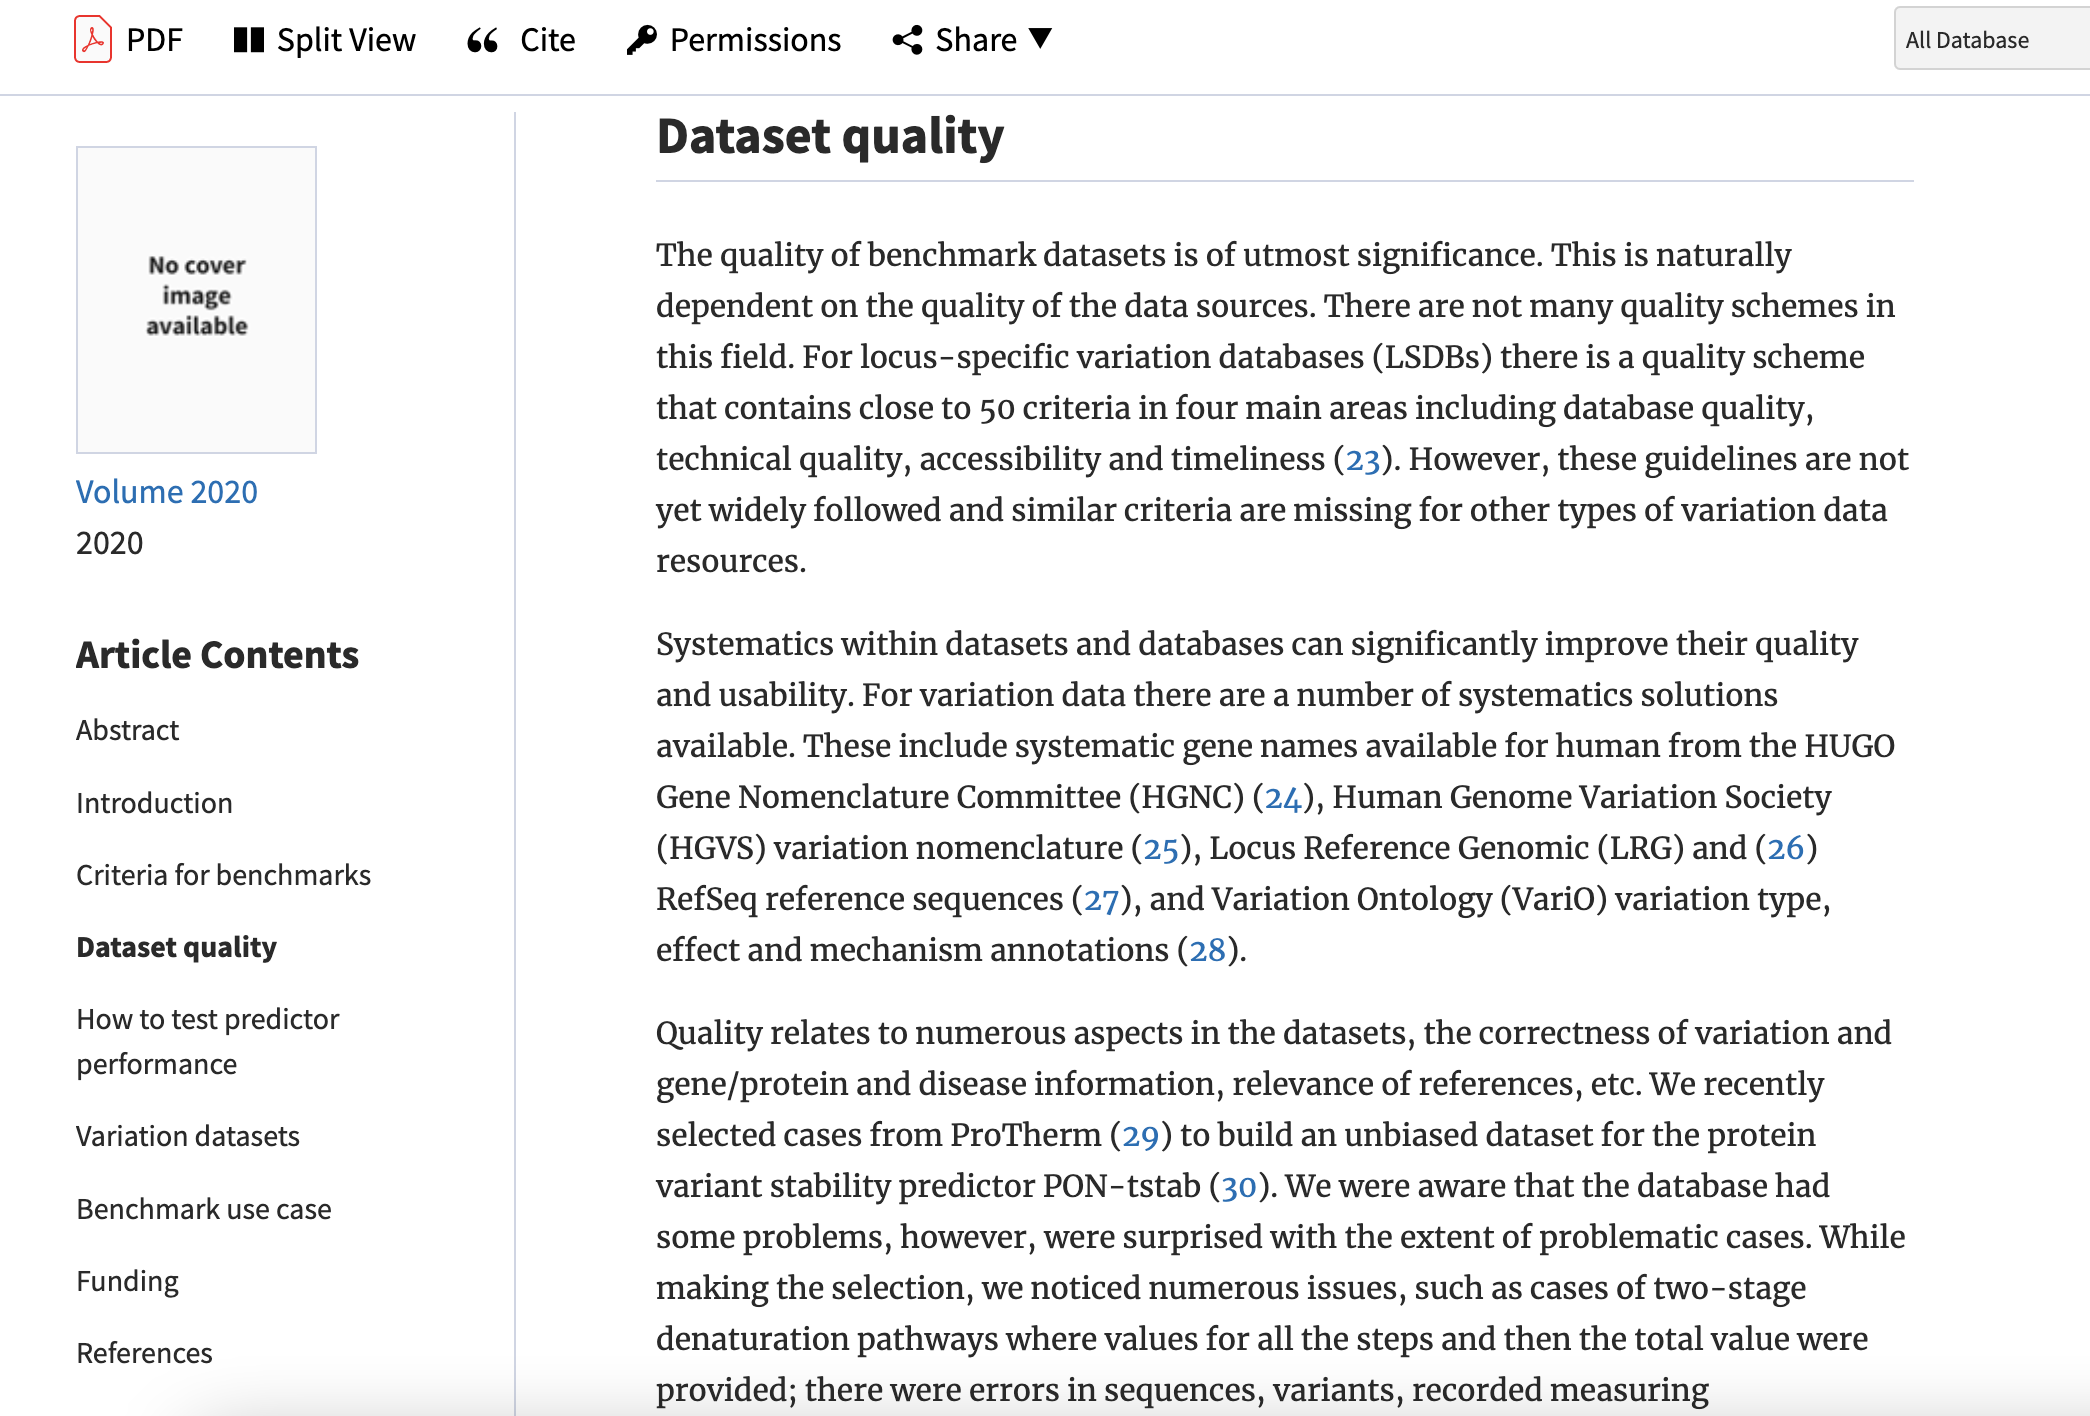 PDF
Split View
Cite
Permissions
Share
All Database
No cover
image
available
Volume 2020
2020
Article Contents
Abstract
Introduction
Criteria for benchmarks
Dataset quality
How to test predictor
performance
Variation datasets
Benchmark use case
Funding
References
Dataset quality
The quality of benchmark datasets is of utmost significance. This is naturally
dependent on the quality of the data sources. There are not many quality schemes in
this field. For locus-specific variation databases (LSDBs) there is a quality scheme
that contains close to 50 criteria in four main areas including database quality,
technical quality, accessibility and timeliness (23). However, these guidelines are not
yet widely followed and similar criteria are missing for other types of variation data
resources.
Systematics within datasets and databases can significantly improve their quality
and usability. For variation data there are a number of systematics solutions
available. These include systematic gene names available for human from the HUGO
Gene Nomenclature Committee (HGNC) (24), Human Genome Variation Society
(HGVS) variation nomenclature (25), Locus Reference Genomic (LRG) and (26)
RefSeq reference sequences (27), and Variation Ontology (VariO) variation type,
effect and mechanism annotations (28).
Quality relates to numerous aspects in the datasets, the correctness of variation and
gene/protein and disease information, relevance of references, etc. We recently
selected cases from ProTherm (29) to build an unbiased dataset for the protein
variant stability predictor PON-tstab (30). We were aware that the database had
some problems, however, were surprised with the extent of problematic cases. While
making the selection, we noticed numerous issues, such as cases of two-stage
denaturation pathways where values for all the steps and then the total value were
provided; there were errors in sequences, variants, recorded measuring